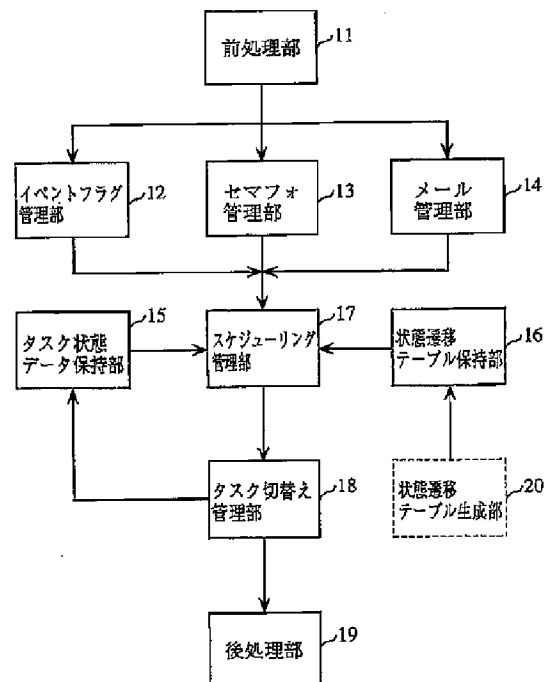 前処理部
11
イベントフラグ
管理部
12
セマフォ
管理部
13
メール
管理部
14
タスク状態
データ保持部
15
スケジューリング
管理部
17
状態遷移
テーブル保持部
16
タスク切替え
管理部
18
状態遷移
テーブル生成部
20
後処理部
19